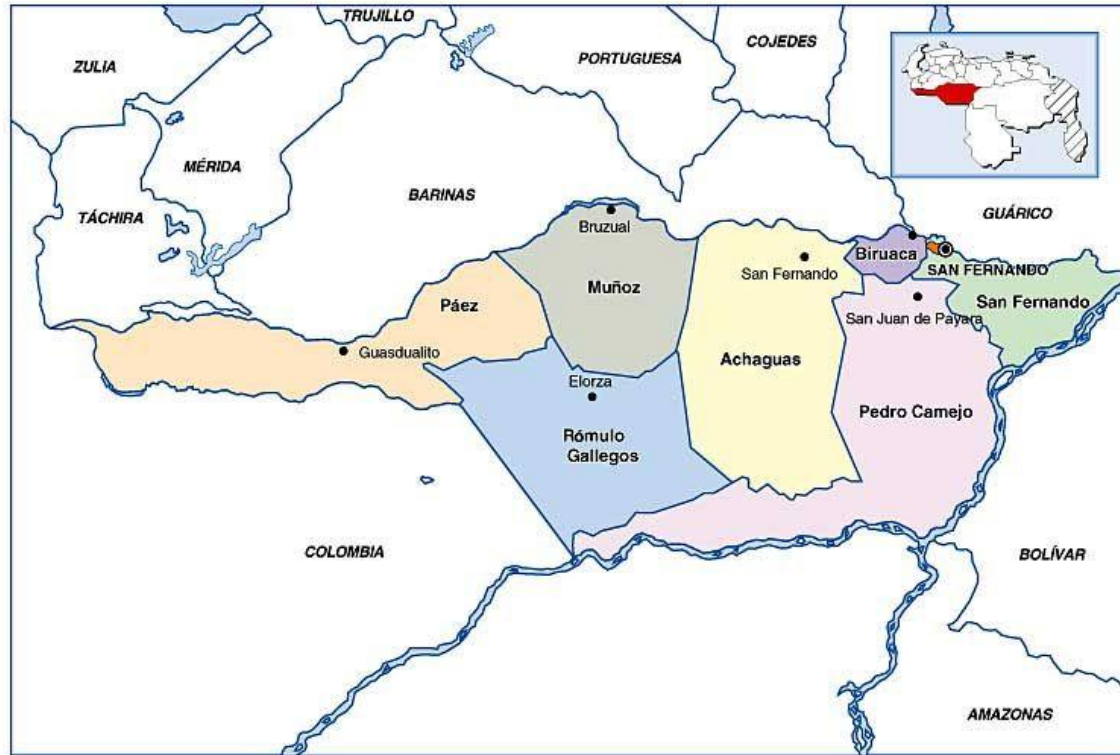 TRUJILLO
COJEDES
PORTUGUESA
ZULIA
MÉRIDA
BARINAS
TÁCHIRA
GUÁRICO
Bruzual
Biruaca
San Fernando
SAN FERNANDO
Muñoz
San Fernando
Páez
San Juan de Payara
Guasdualito
Achaguas
Elorza
Pedro Camejo
Rómulo
Gallegos
COLOMBIA
BOLÍVAR
AMAZONAS